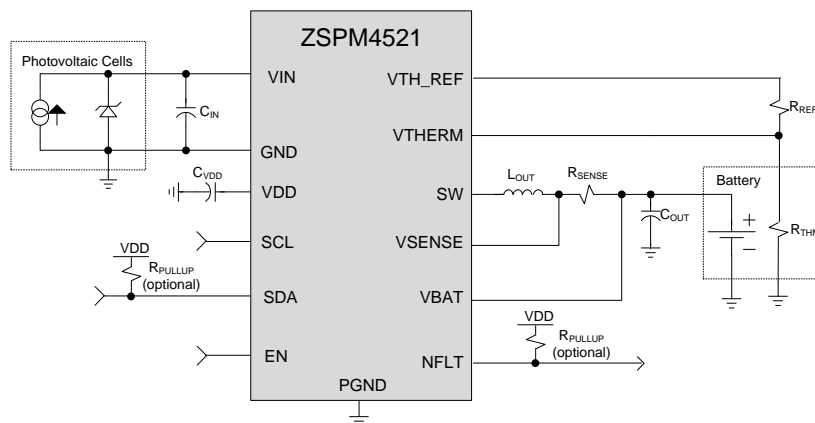 ZSPM4521
Photovoltaic Cells
VIN
CIN
GND
CVDD
VDD
SCL
VDD
RPULLUP
(optional)
SDA
EN
PGND
VTH_REF
RREF
VTHERM
LOUT
RSENSE
SW
COUT
Battery
+
−
RTHM
VSENSE
VBAT
VDD
RPULLUP
(optional)
NFLT